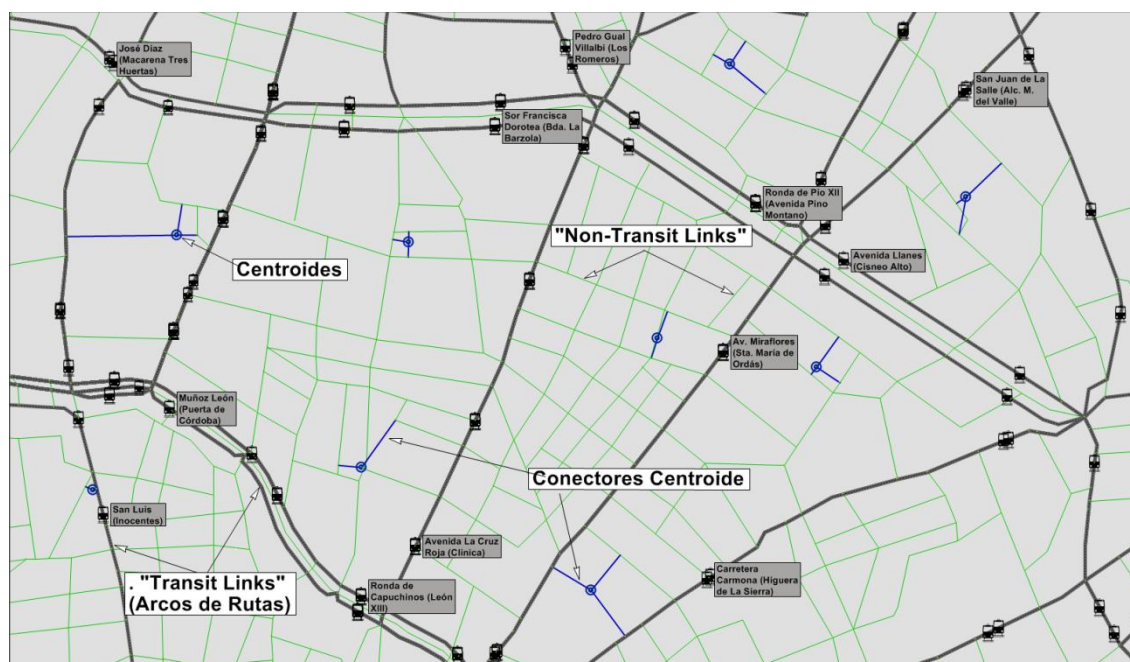 José Díaz
(Macarena Tres
Huertas)
Pedro Gual
Villalbí (Los
Romeros)
San Juan de La
Salle (Alc. M.
del Valle)
Sor Francisca
Dorotea (Bda. La
Barzola)
Ronda de Pío XII
(Avenida Pino
Montano)
"Non-Transit Links"
Centroides
Avenida Llanes
(Cisneo Alto)
Av. Miraflores
(Sta. María de
Ordás)
Muñoz León
(Puerta de
Córdoba)
Conectores Centroide
San Luis
(Inocentes)
Avenida La Cruz
Roja (Clínica)
. "Transit Links"
(Arcos de Rutas)
Ronda de
Capuchinos (León
XIII)
Carretera
Carmona (Higuera
de La Sierra)